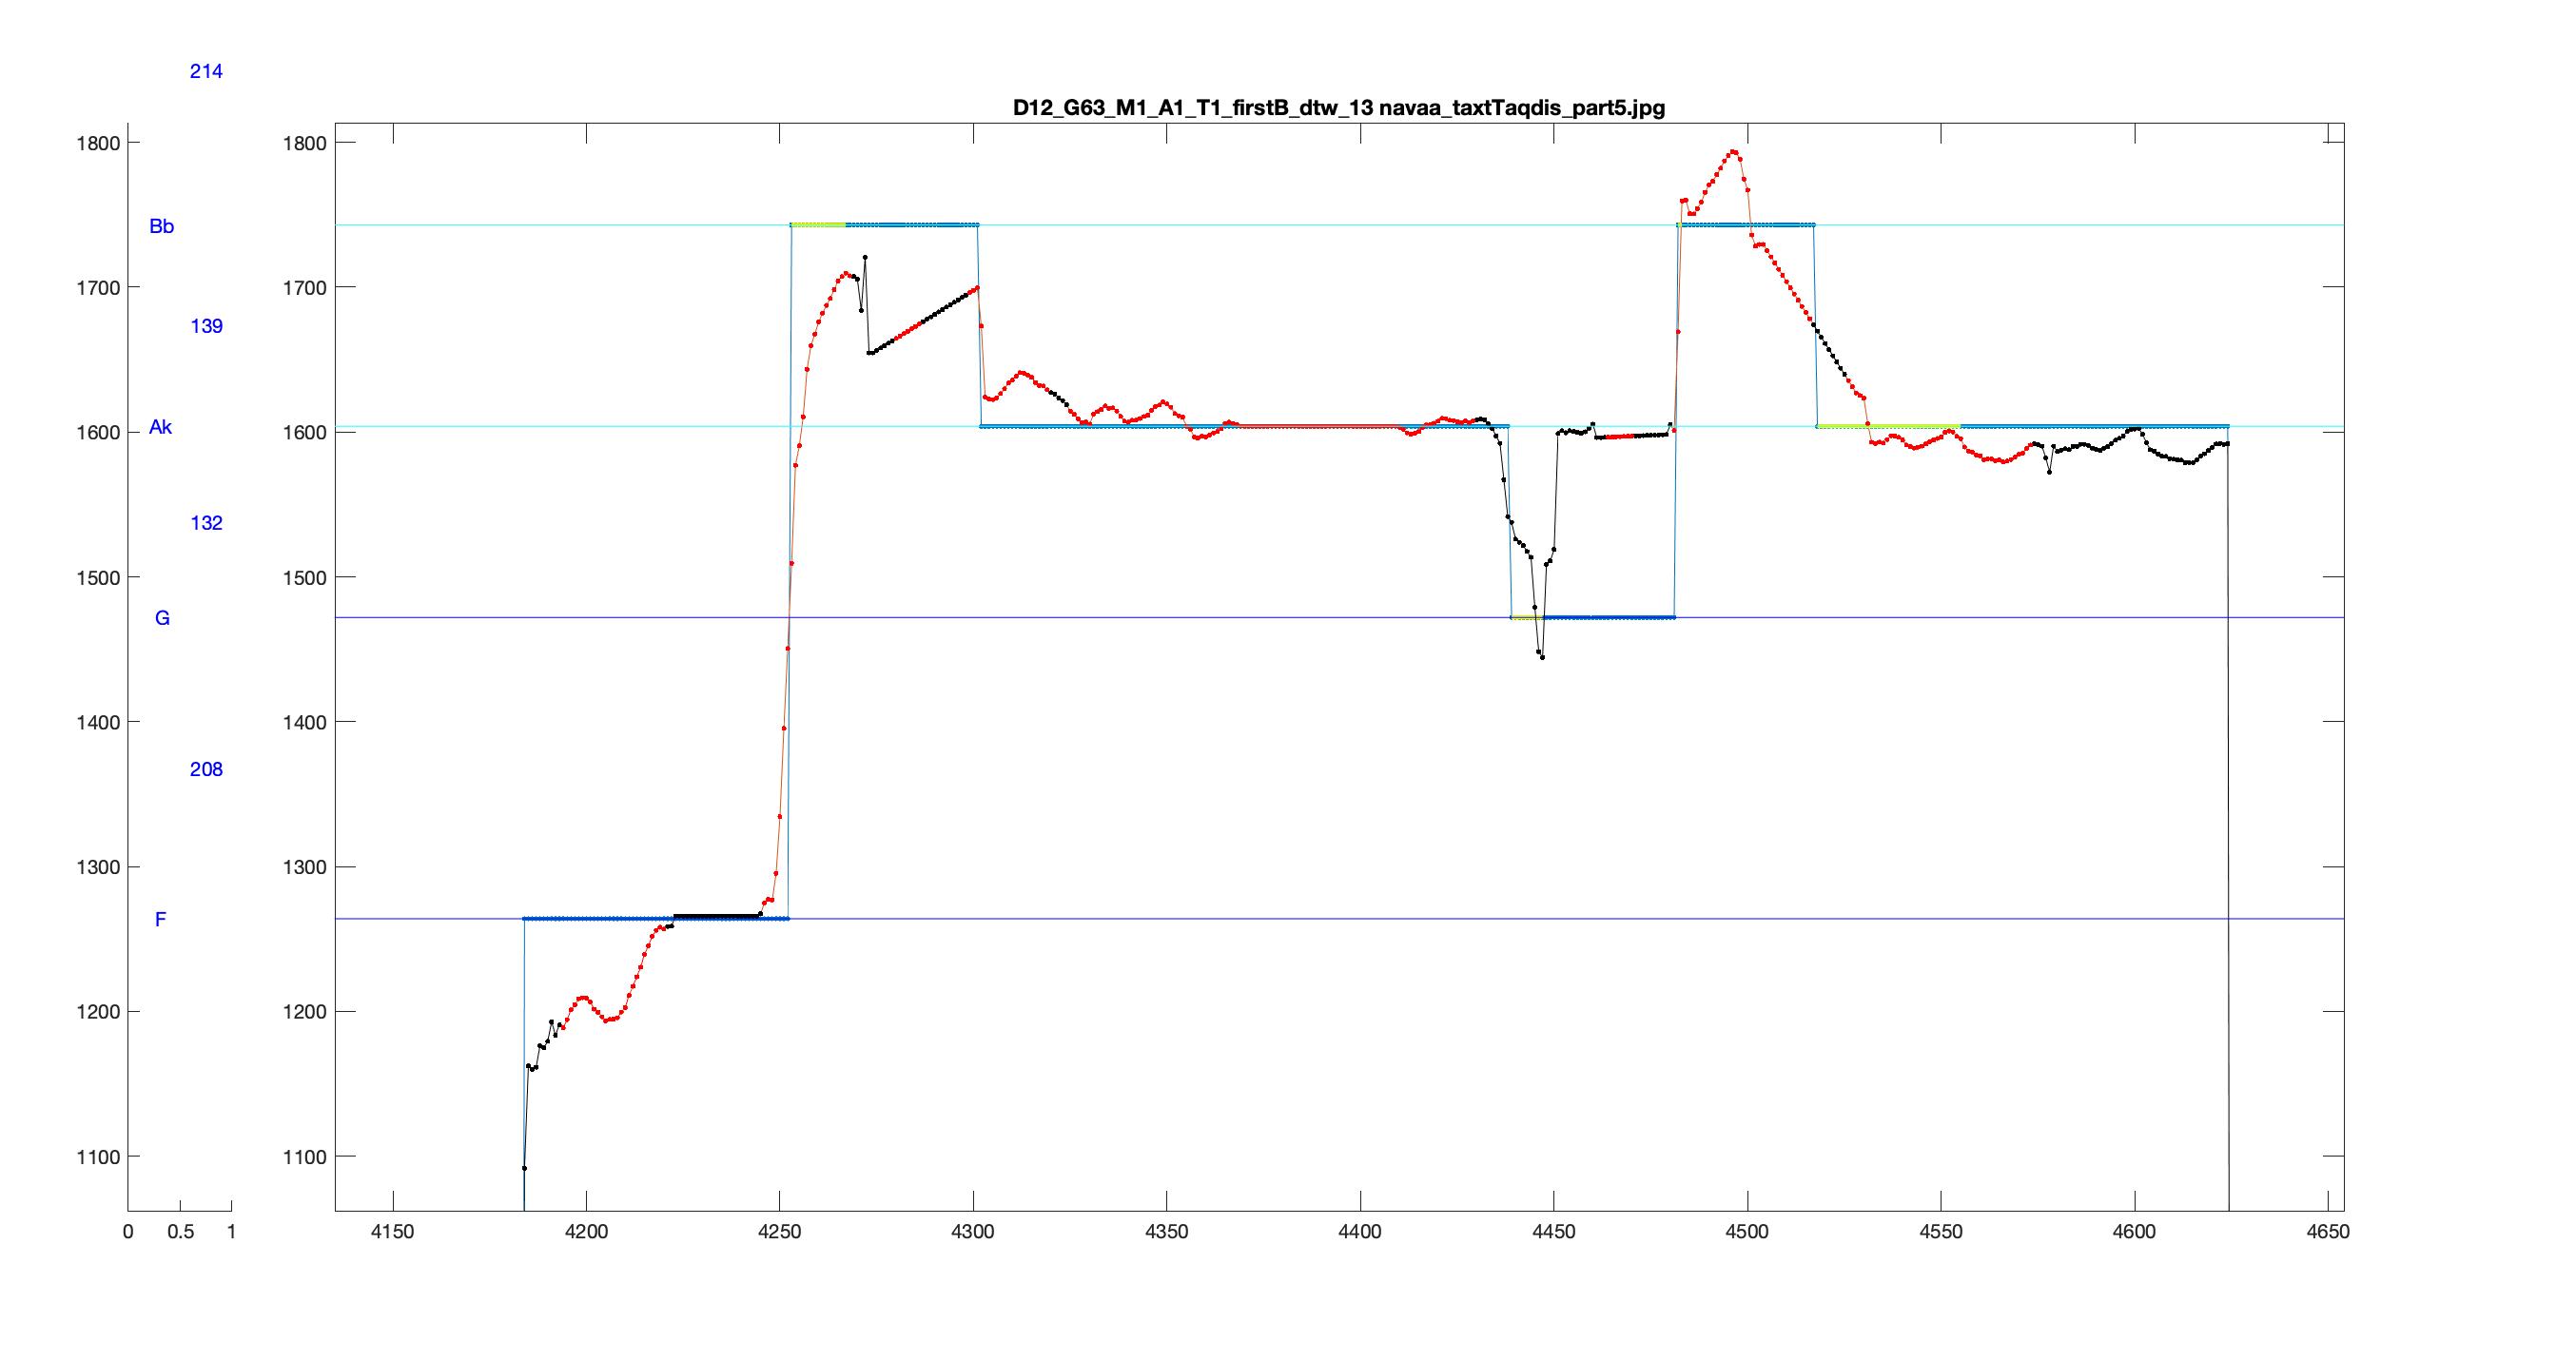 214
D12_G63_M1_A1_T1_firstB_dtw_13 navaa_taxtTaqdis_part5.jpg
1800 1800
Bb
1700 1700
139
Ak
1600 1600
132
1500 1500
G
1400 1400
208
1300 1300
F
1200 1200
1100 1100
0 0.5 1 4150 4200 4250 4300 4350 4400 4450 4500 4550 4600 4650